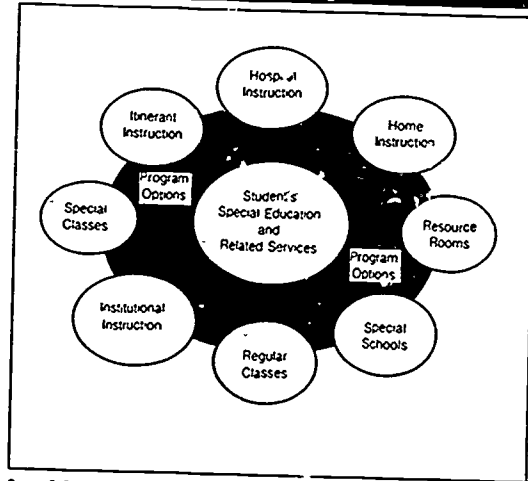 Hospital
Instruction
Itinerant
Instruction
Home
Instruction
Program
Options
Student's
Special Education
and
Related Services
Special
Classes
Resource
Rooms
Program
Options
Institutional
Instruction
Special
Schools
Regular
Classes